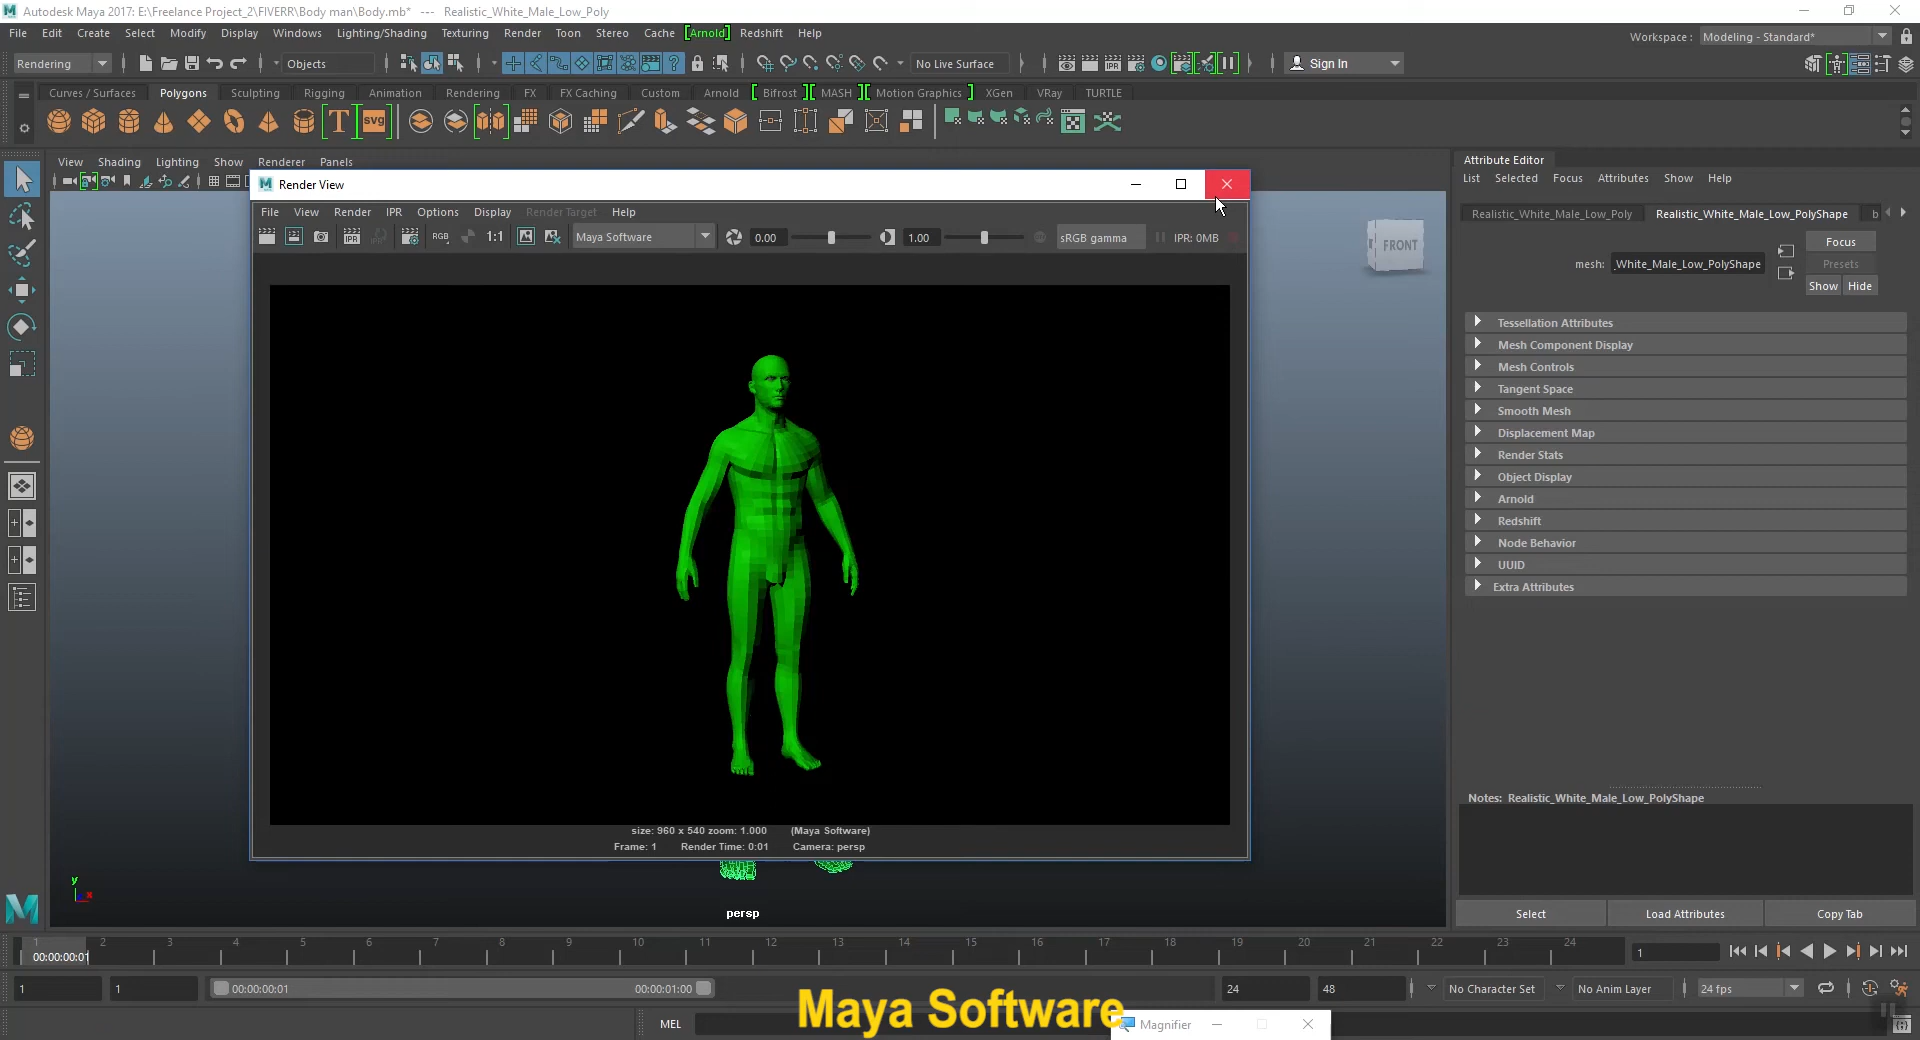 Autodesk Maya 2017: E:\Freelance Project_2\FIVERR\Body man\Body.mb* --- Realistic_White_Male_Low_Poly
File Edit Create Select Modify Display Windows Lighting/Shading Texturing Render Toon Stereo Cache [Arnold] Redshift Help
Workspace : Modeling - Standard*
Rendering Objects No Live Surface Sign In
Curves / Surfaces Polygons Sculpting Rigging Animation Rendering FX FX Caching Custom Arnold [ Bifrost ][ MASH ][ Motion Graphics ] XGen VRay TURTLE
T svg IPR
View Shading Lighting Show Renderer Panels
Render View
File View Render IPR Options Display Render Target Help
IPR RGB 1:1 Maya Software 0.00 1.00 sRGB gamma IPR: 0MB
FRONT
size: 960 x 540 zoom: 1.000 (Maya Software)
Frame: 1 Render Time: 0:01 Camera: persp
y
x
persp
Attribute Editor
List Selected Focus Attributes Show Help
Realistic_White_Male_Low_Poly Realistic_White_Male_Low_PolyShape b
Focus
mesh: _White_Male_Low_PolyShape
Presets
Show Hide
Tessellation Attributes
Mesh Component Display
Mesh Controls
Tangent Space
Smooth Mesh
Displacement Map
Render Stats
Object Display
Arnold
Redshift
Node Behavior
UUID
Extra Attributes
Notes: Realistic_White_Male_Low_PolyShape
Select Load Attributes Copy Tab
1 2 3 4 5 6 7 8 9 10 11 12 13 14 15 16 17 18 19 20 21 22 23 24
00:00:00:01
1
1 1 00:00:00:01 00:00:01:00 24 48 No Character Set No Anim Layer 24 fps
MEL
Maya Software
Magnifier